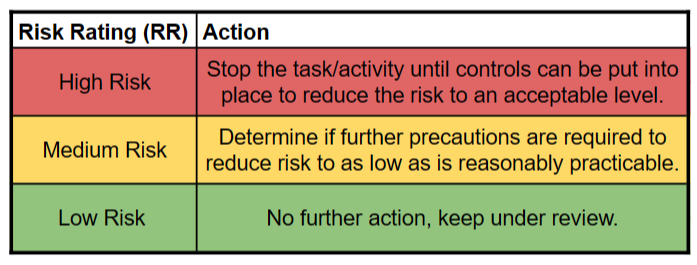 Risk Rating (RR) Action
High Risk
Stop the task/activity until controls can be put into
place to reduce the risk to an acceptable level.
Medium Risk
Determine if further precautions are required to
reduce risk to as low as is reasonably practicable.
Low Risk
No further action, keep under review.